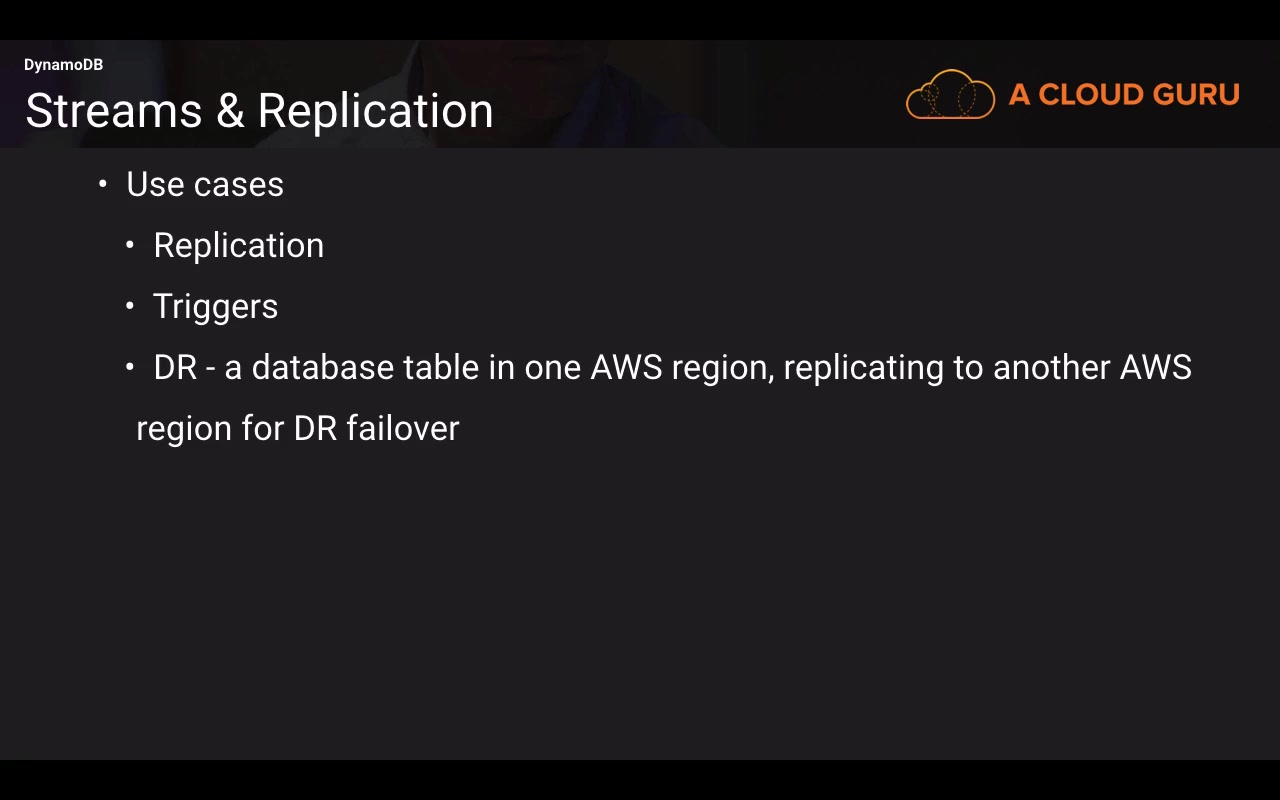 DynamoDB
Streams & Replication
A CLOUD GURU
• Use cases
• Replication
• Triggers
• DR - a database table in one AWS region, replicating to another AWS
region for DR failover